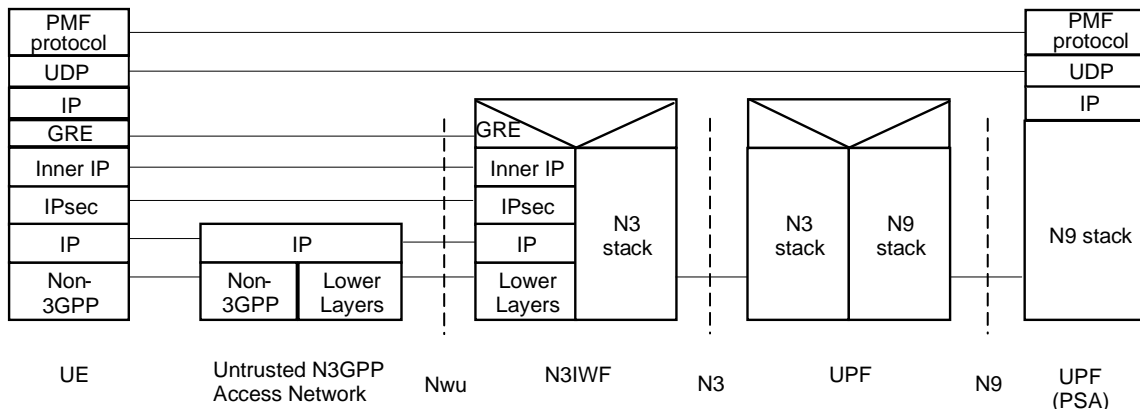 PMF
protocol
UDP
IP
GRE
Inner IP
IPsec
IP
Non-
3GPP
IP
Non-
3GPP
Lower
Layers
GRE
Inner IP
IPsec
IP
Lower
Layers
N3
stack
N3
stack
N9
stack
PMF
protocol
UDP
IP
N9 stack
UE
Untrusted N3GPP
Access Network
Nwu
N3IWF
N3
UPF
N9
UPF
(PSA)